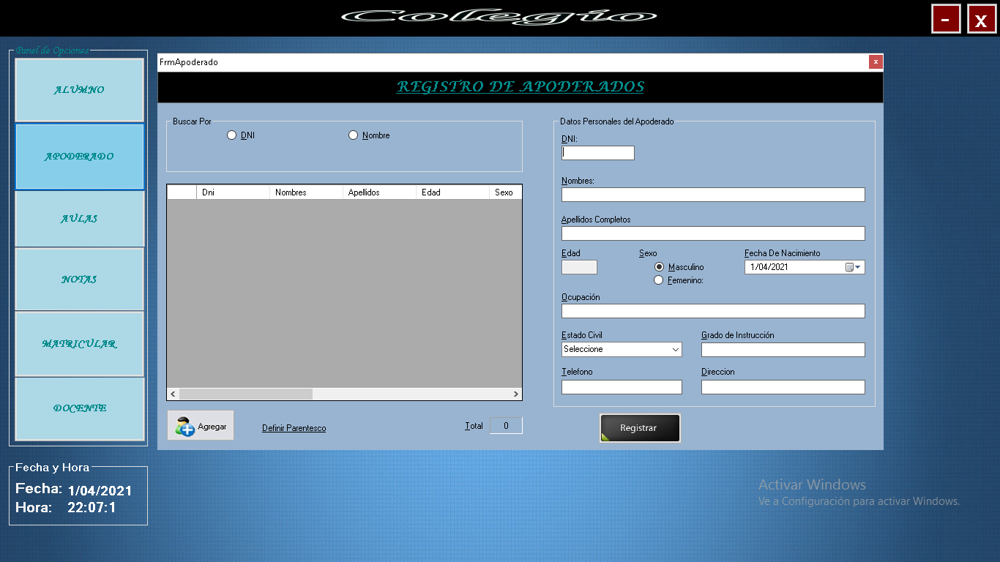 Colegio
- x
Panel de Opciones
ALUMNO
APODERADO
AULAS
NOTAS
MATRICULAR
DOCENTE
Fecha y Hora
Fecha: 1/04/2021
Hora: 22:07:1
FrmApoderado x
REGISTRO DE APODERADOS
Buscar Por
DNI Nombre
Dni Nombres Apellidos Edad Sexo
Agregar
Definir Parentesco
Total 0
Datos Personales del Apoderado
DNI:
Nombres:
Apellidos Completos
Edad Sexo Fecha De Nacimiento
Masculino 1/04/2021
Femenino:
Ocupación
Estado Civil Grado de Instrucción
Seleccione
Telefono Direccion
Registrar
Activar Windows
Ve a Configuración para activar Windows.